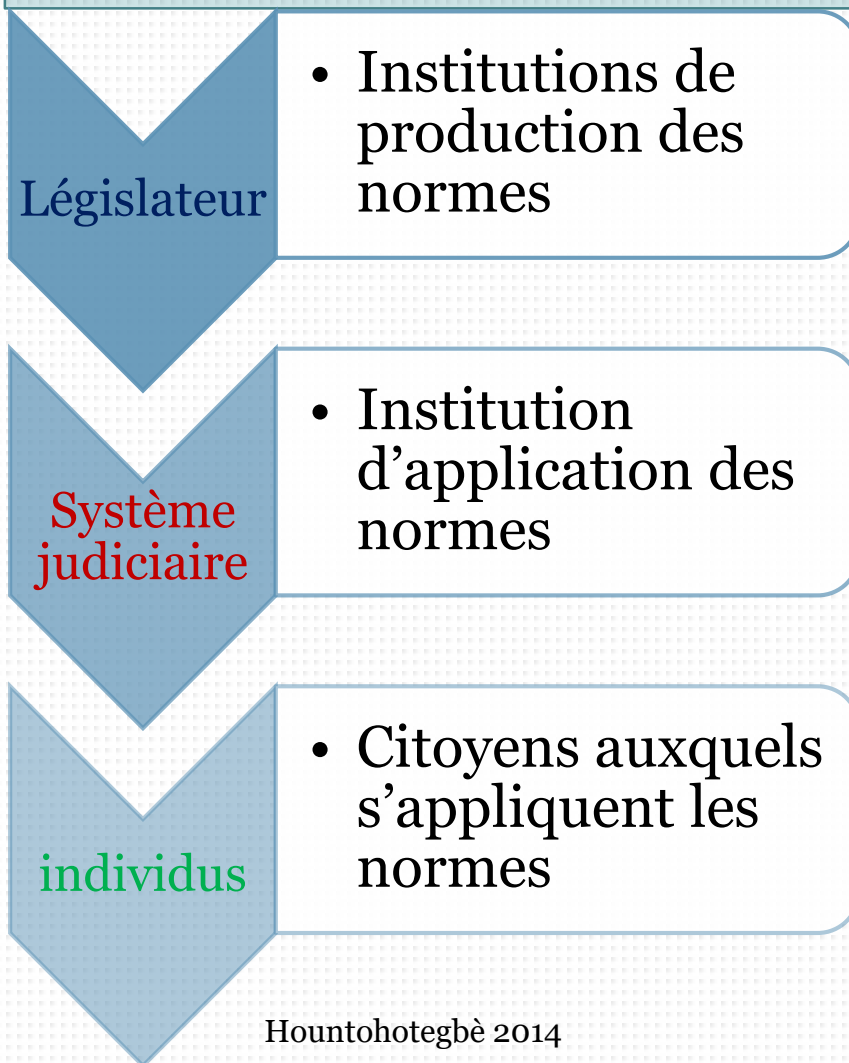 Législateur
• Institutions de
production des
normes
Système
judiciaire
• Institution
d’application des
normes
individus
• Citoyens auxquels
s’appliquent les
normes
Hountohotegbè 2014